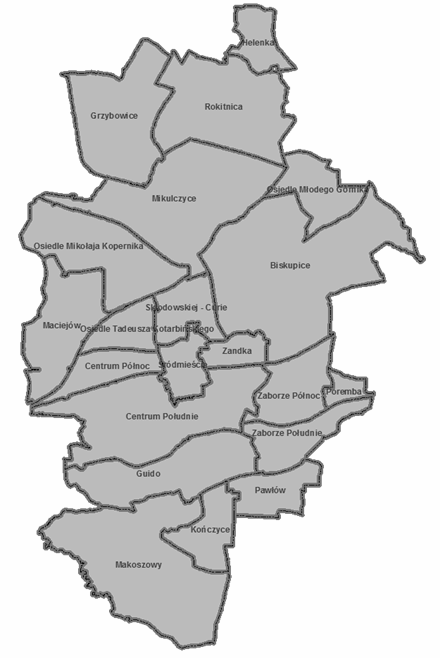 Helenka
Rokitnica
Grzybowice
Osiedle Młodego Górnika
Mikulczyce
Osiedle Mikołaja Kopernika
Biskupice
Skłodowskiej - Curie
Maciejów
Osiedle Tadeusza Kotarbińskiego
Zandka
Centrum Północ
Śródmieście
Poremba
Zaborze Północ
Centrum Południe
Zaborze Południe
Guido
Pawłów
Kończyce
Makoszowy